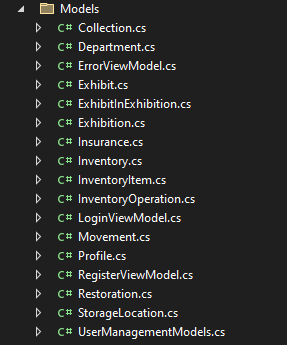 Models
C# Collection.cs
C# Department.cs
C# ErrorViewModel.cs
C# Exhibit.cs
C# ExhibitInExhibition.cs
C# Exhibition.cs
C# Insurance.cs
C# Inventory.cs
C# InventoryItem.cs
C# InventoryOperation.cs
C# LoginViewModel.cs
C# Movement.cs
C# Profile.cs
C# RegisterViewModel.cs
C# Restoration.cs
C# StorageLocation.cs
C# UserManagementModels.cs